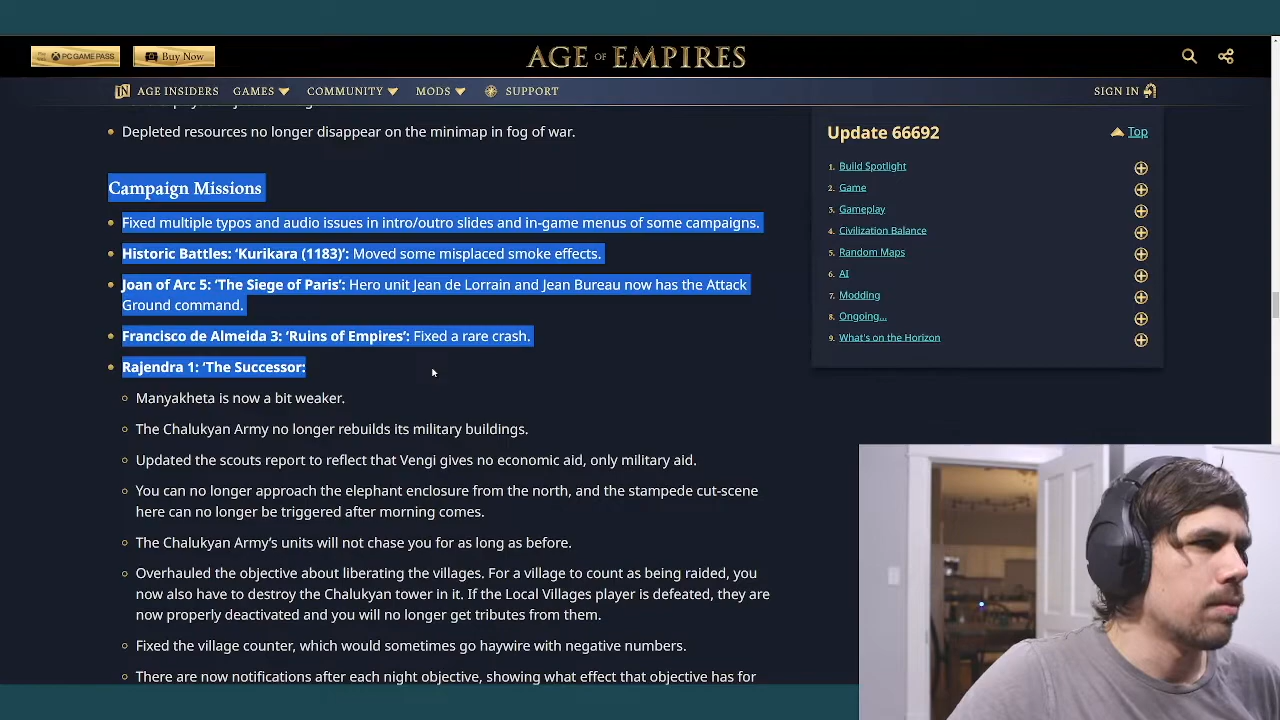 PC GAME PASS
Buy Now
AGE OF EMPIRES
AGE INSIDERS
GAMES
COMMUNITY
MODS
SUPPORT
SIGN IN
Depleted resources no longer disappear on the minimap in fog of war.
Campaign Missions
Fixed multiple typos and audio issues in intro/outro slides and in-game menus of some campaigns.
Historic Battles: ‘Kurikara (1183)’: Moved some misplaced smoke effects.
Joan of Arc 5: ‘The Siege of Paris’: Hero unit Jean de Lorrain and Jean Bureau now has the Attack
Ground command.
Francisco de Almeida 3: ‘Ruins of Empires’: Fixed a rare crash.
Rajendra 1: ‘The Successor:
Manyakheta is now a bit weaker.
The Chalukyan Army no longer rebuilds its military buildings.
Updated the scouts report to reflect that Vengi gives no economic aid, only military aid.
You can no longer approach the elephant enclosure from the north, and the stampede cut-scene
here can no longer be triggered after morning comes.
The Chalukyan Army’s units will not chase you for as long as before.
Overhauled the objective about liberating the villages. For a village to count as being raided, you
now also have to destroy the Chalukyan tower in it. If the Local Villages player is defeated, they are
now properly deactivated and you will no longer get tributes from them.
Fixed the village counter, which would sometimes go haywire with negative numbers.
There are now notifications after each night objective, showing what effect that objective has for
Update 66692
Top
1. Build Spotlight
2. Game
3. Gameplay
4. Civilization Balance
5. Random Maps
6. AI
7. Modding
8. Ongoing...
9. What's on the Horizon